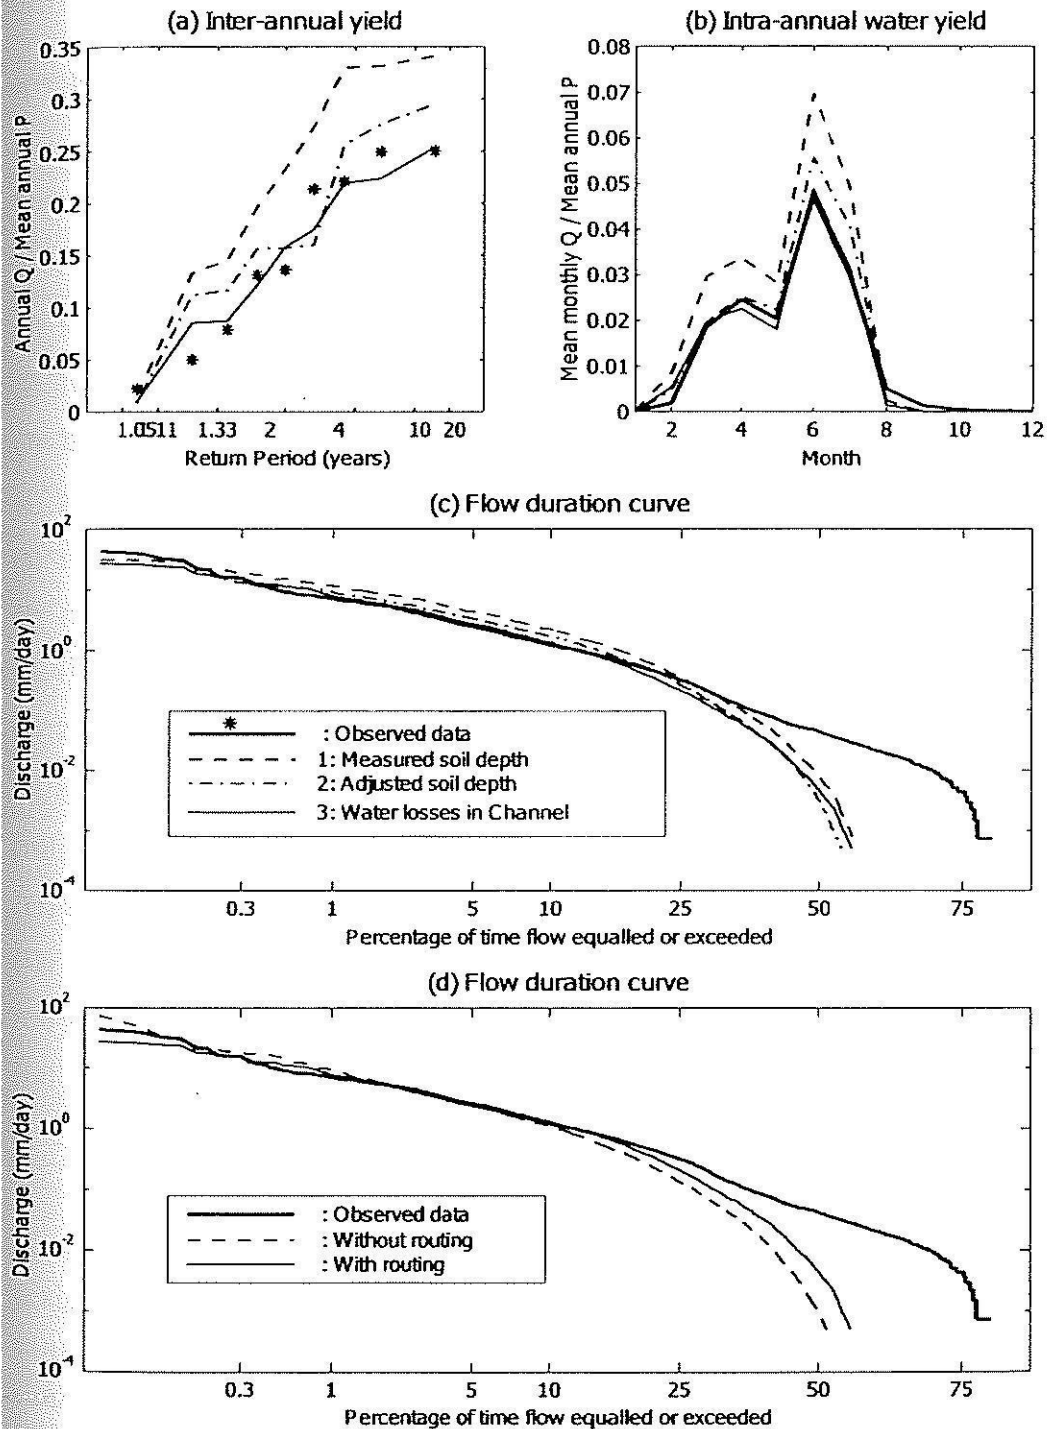 (a) Inter-annual yield
(b) Intra-annual water yield
Annual Q / Mean annual P
0.35
0.3
0.25
0.2
0.15
0.1
0.05
0
1.33 2 4 10 20
Return Period (years)
Mean monthly Q / Mean annual P
0.08
0.07
0.06
0.05
0.04
0.03
0.02
0.01
0
2 4 6 8 10 12
Month
(c) Flow duration curve
Discharge (mm/day)
10^2
10^0
10^-2
10^-4
: Observed data
1: Measured soil depth
2: Adjusted soil depth
3: Water losses in Channel
0.3 1 5 10 25 50 75
Percentage of time flow equalled or exceeded
(d) Flow duration curve
Discharge (mm/day)
10^2
10^0
10^-2
10^-4
: Observed data
: Without routing
: With routing
0.3 1 5 10 25 50 75
Percentage of time flow equalled or exceeded